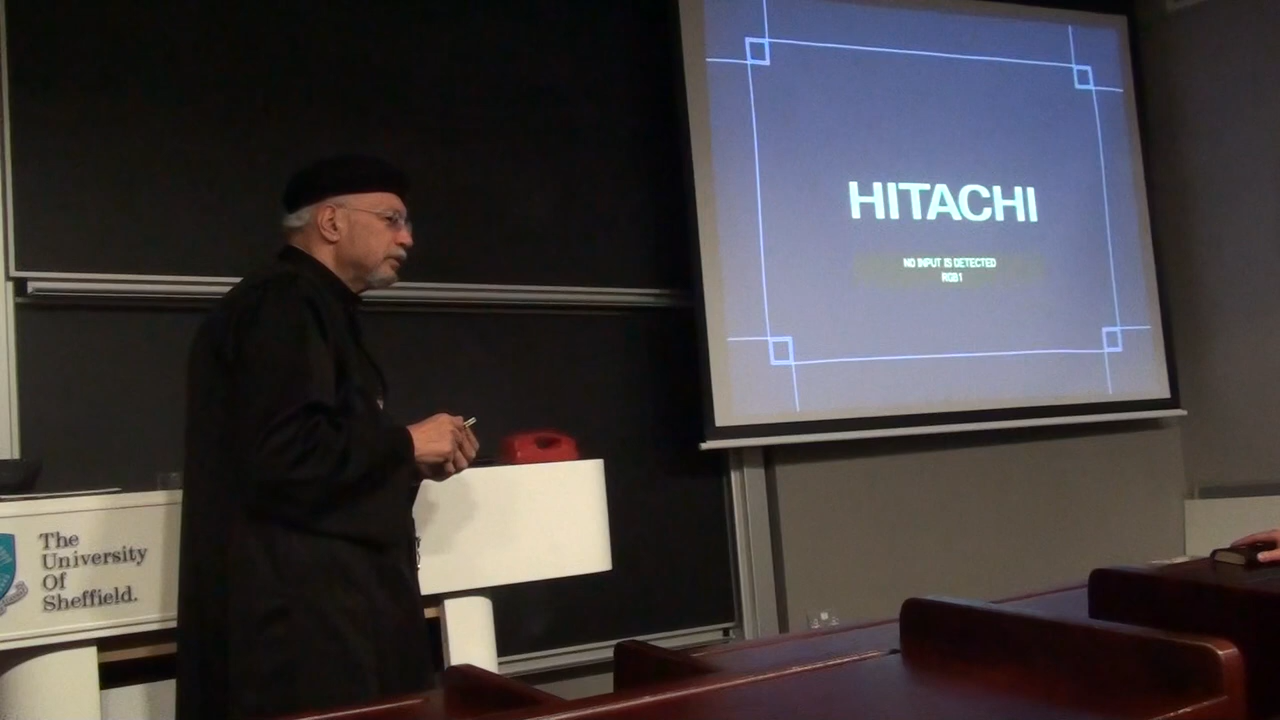 HITACHI
NO INPUT IS DETECTED
RGB1
The
University
Of
Sheffield.